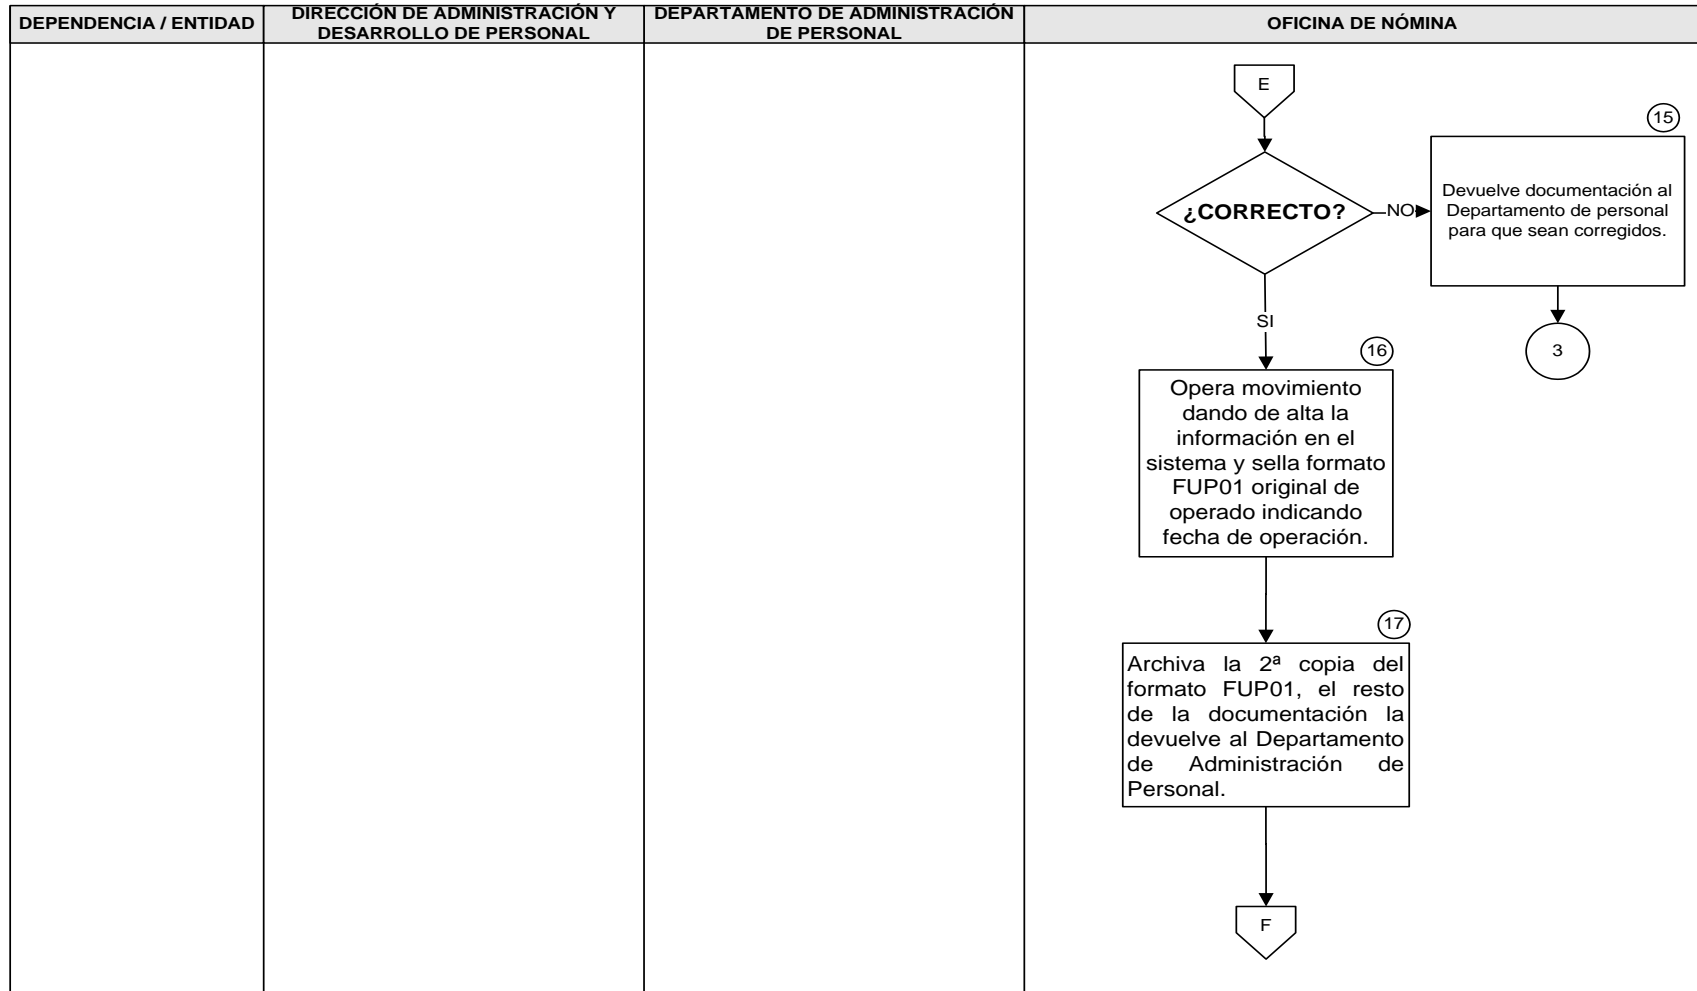 DEPENDENCIA / ENTIDAD
DIRECCIÓN DE ADMINISTRACIÓN Y
DESARROLLO DE PERSONAL
DEPARTAMENTO DE ADMINISTRACIÓN
DE PERSONAL
OFICINA DE NÓMINA
E
15
¿CORRECTO?
NO
Devuelve documentación al
Departamento de personal
para que sean corregidos.
SI
3
16
Opera movimiento
dando de alta la
información en el
sistema y sella formato
FUP01 original de
operado indicando
fecha de operación.
17
Archiva la 2ª copia del
formato FUP01, el resto
de la documentación la
devuelve al Departamento
de Administración de
Personal.
F